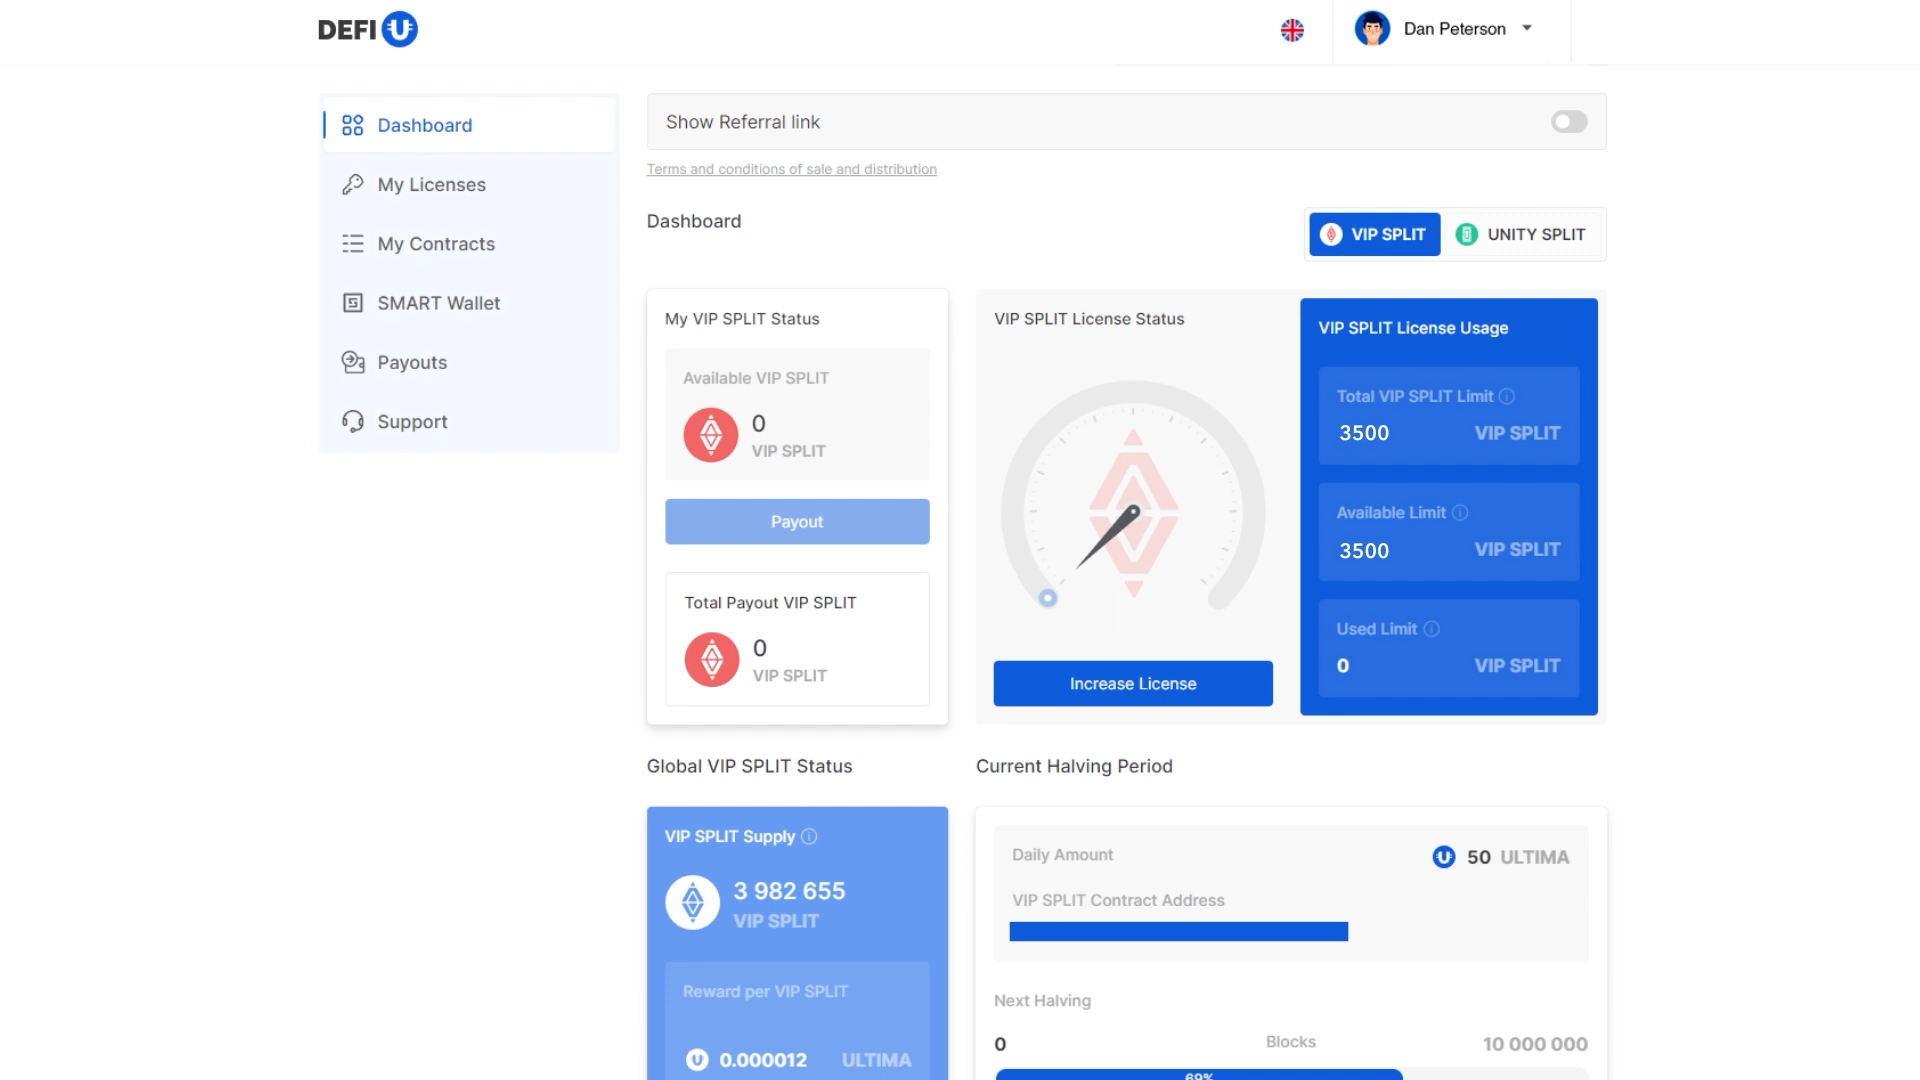 DEFI U
Dan Peterson
Dashboard
My Licenses
My Contracts
SMART Wallet
Payouts
Support
Show Referral link
Terms and conditions of sale and distribution
Dashboard
VIP SPLIT
UNITY SPLIT
My VIP SPLIT Status
Available VIP SPLIT
0
VIP SPLIT
Payout
Total Payout VIP SPLIT
0
VIP SPLIT
VIP SPLIT License Status
Increase License
VIP SPLIT License Usage
Total VIP SPLIT Limit
3500 VIP SPLIT
Available Limit
3500 VIP SPLIT
Used Limit
0 VIP SPLIT
Global VIP SPLIT Status
VIP SPLIT Supply
3 982 655
VIP SPLIT
Reward per VIP SPLIT
0.000012 ULTIMA
Current Halving Period
Daily Amount
50 ULTIMA
VIP SPLIT Contract Address
Next Halving
0 Blocks 10 000 000
69%